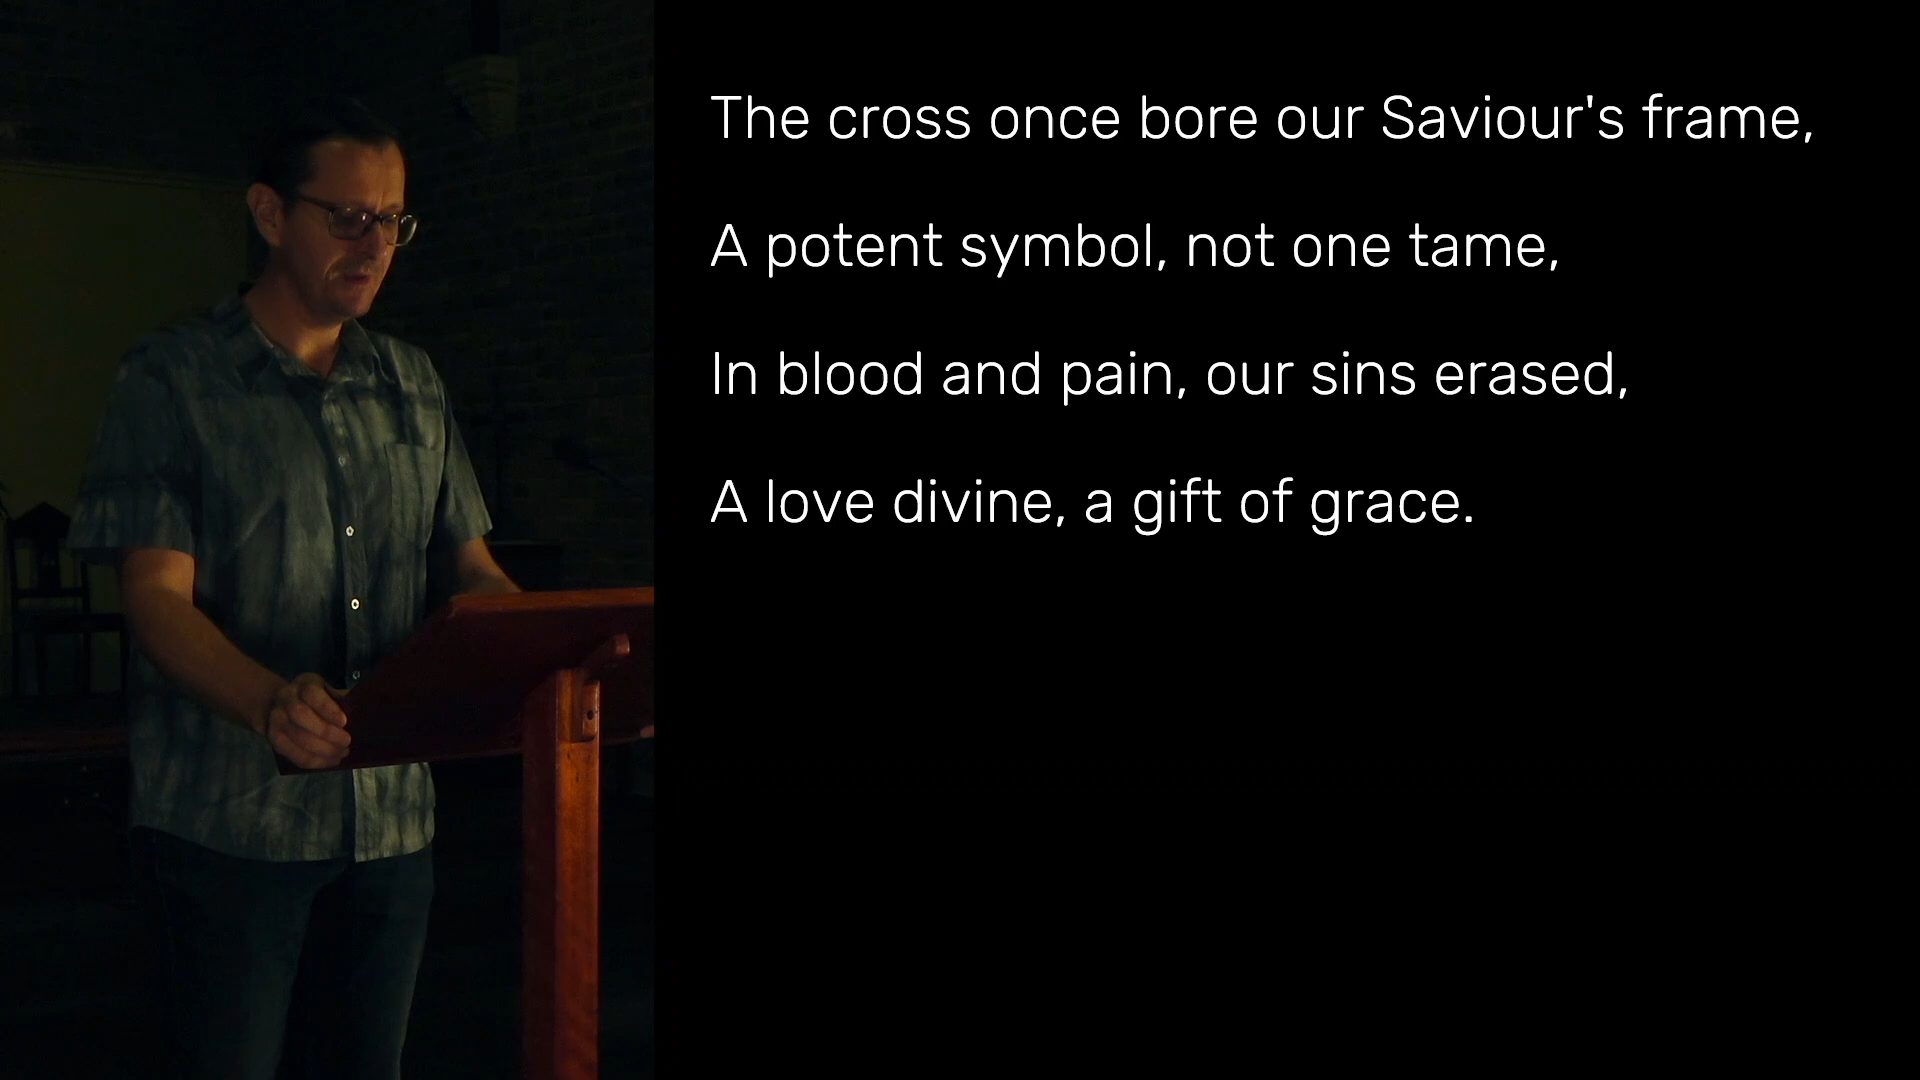 The cross once bore our Saviour's frame,
A potent symbol, not one tame,
In blood and pain, our sins erased,
A love divine, a gift of grace.